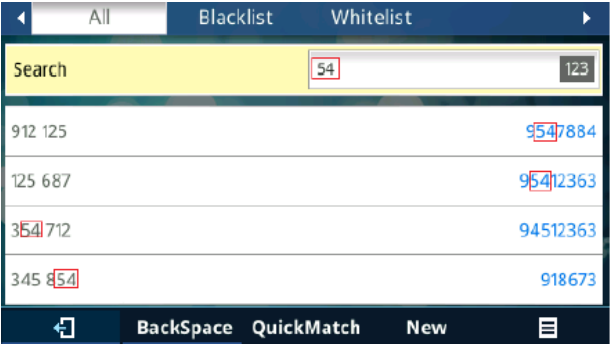 All Blacklist Whitelist
Search 54 123
912 125 9547884
125 687 95412363
354 712 94512363
345 854 918673
BackSpace QuickMatch New